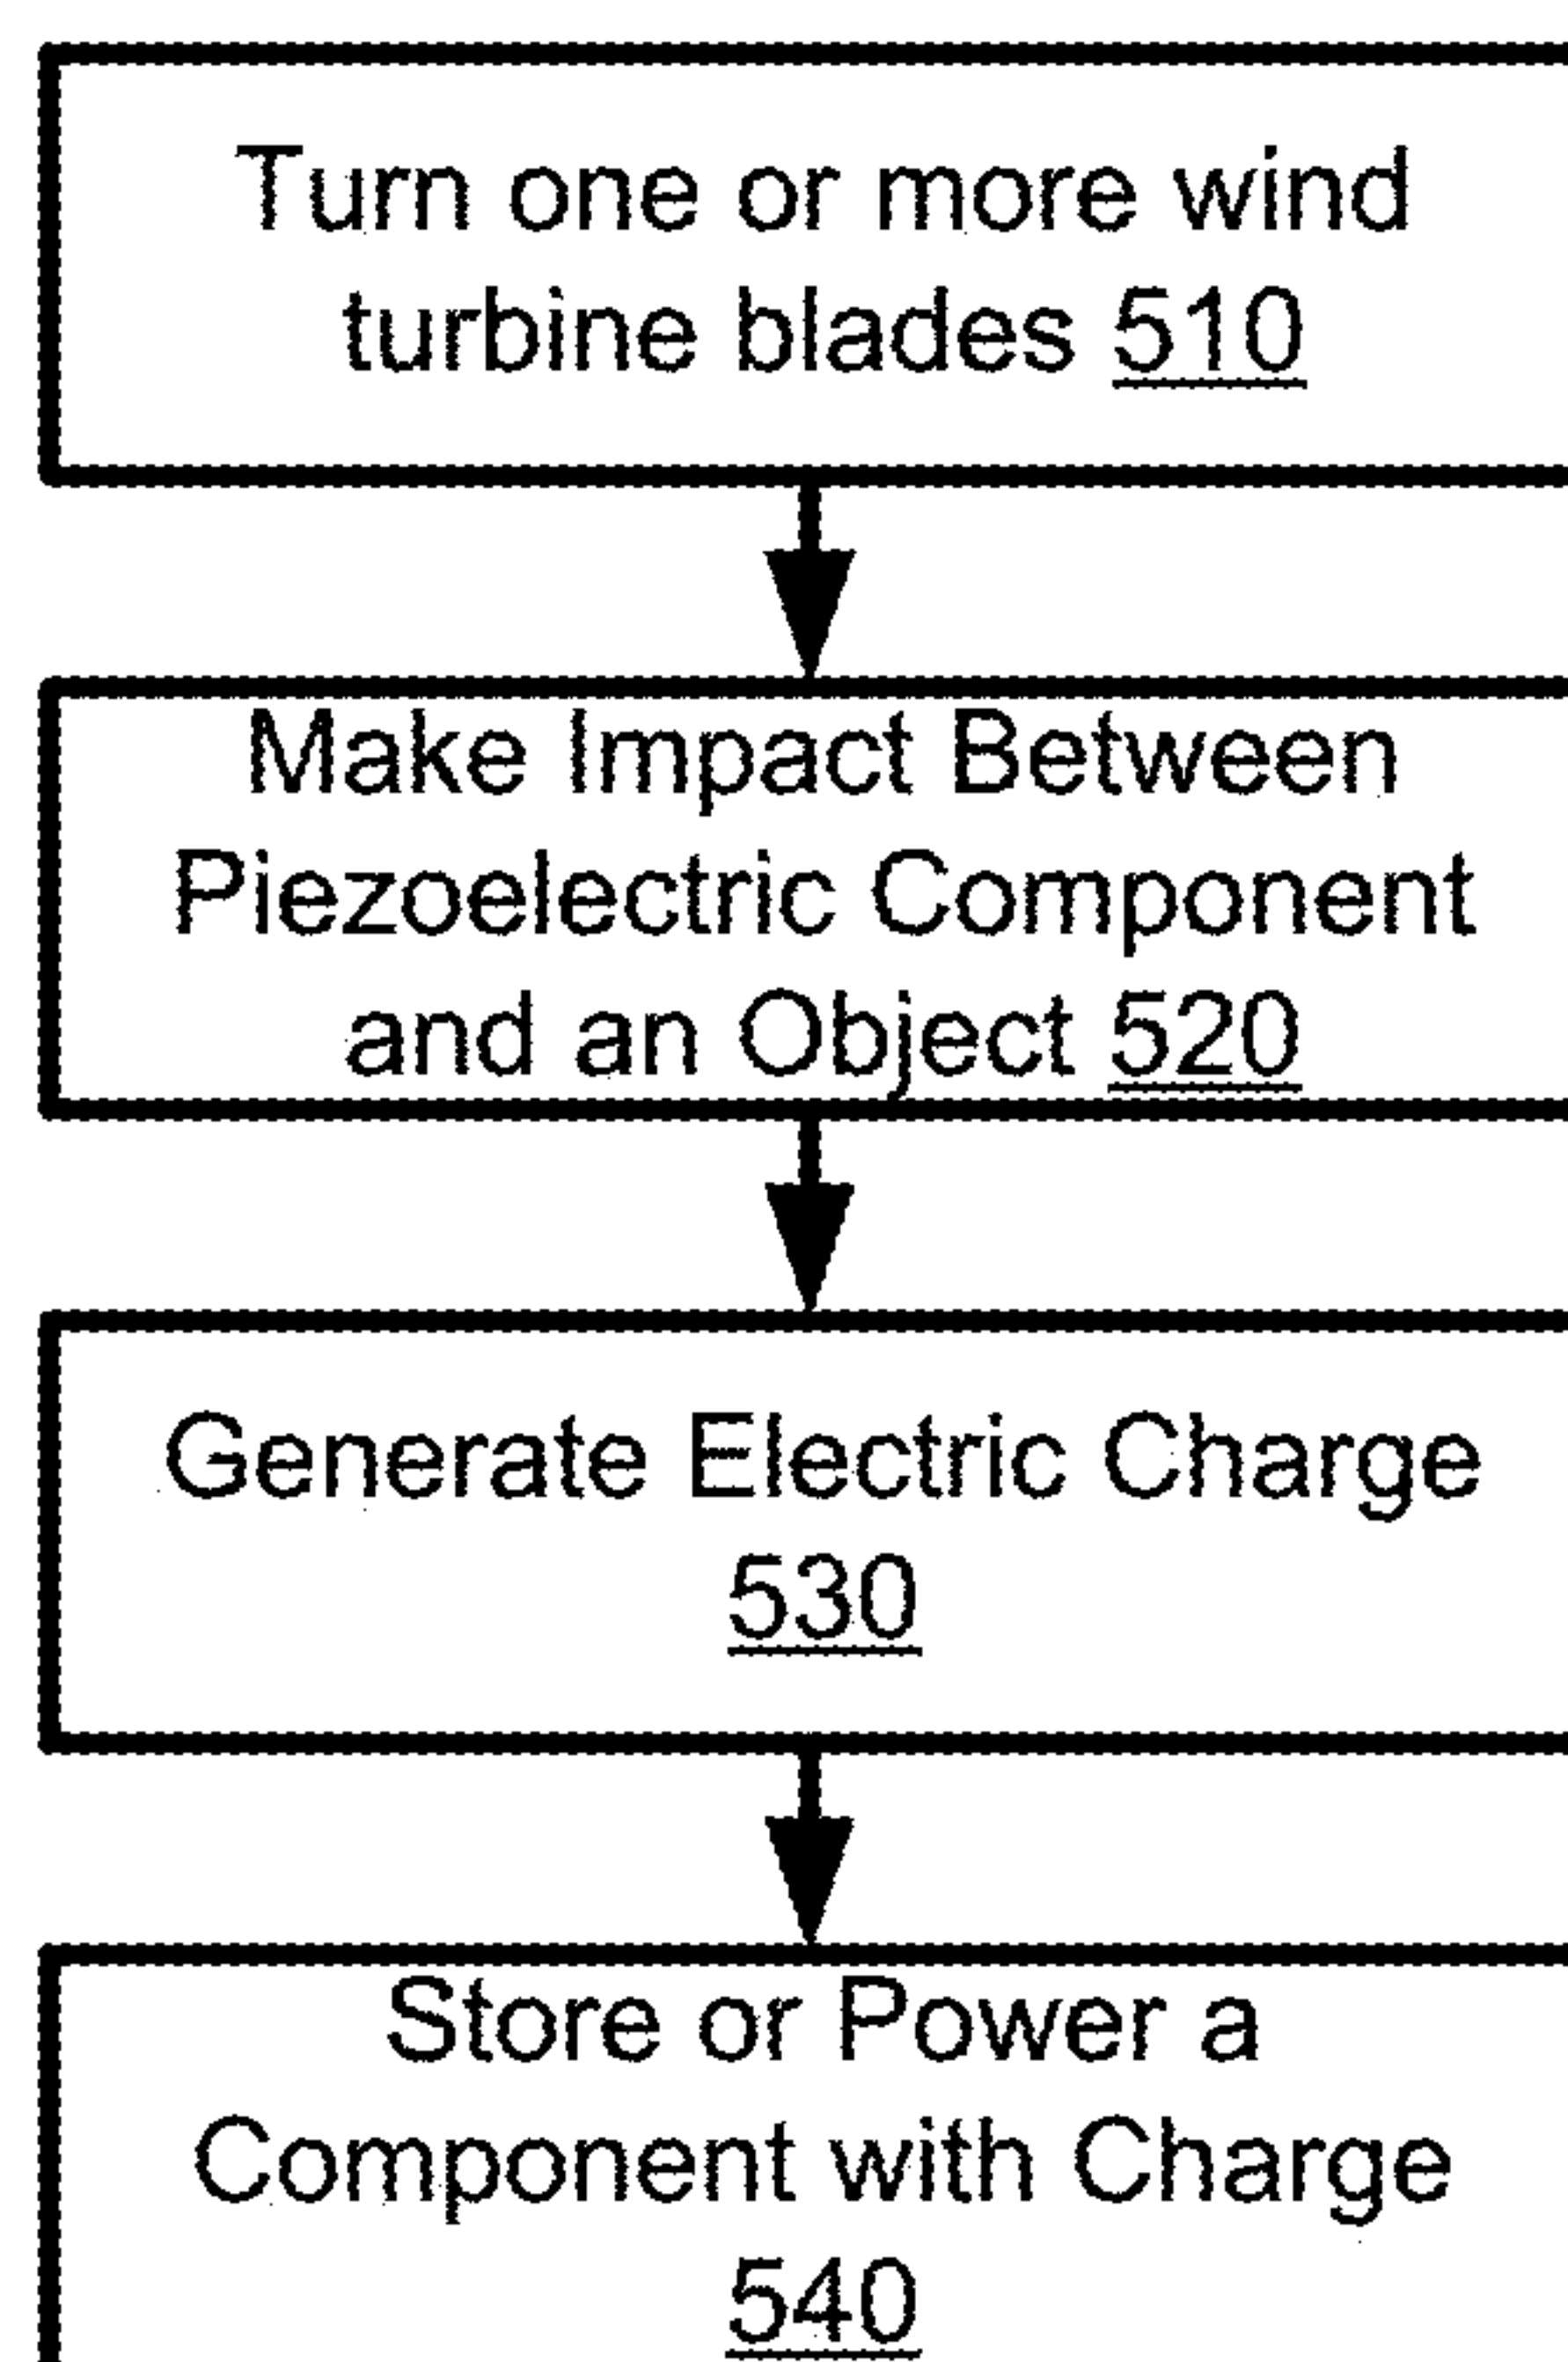 Turn one or more wind
turbine blades 510
Make Impact Between
Piezoelectric Component
and an Object 520
Generate Electric Charge
530
Store or Power a
Component with Charge
540